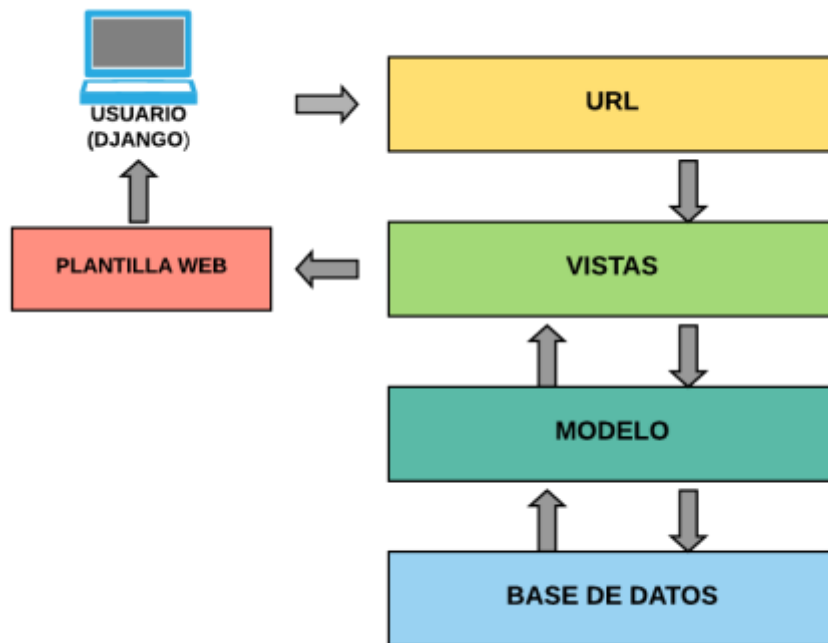 USUARIO
(DJANGO)
URL
PLANTILLA WEB
VISTAS
MODELO
BASE DE DATOS